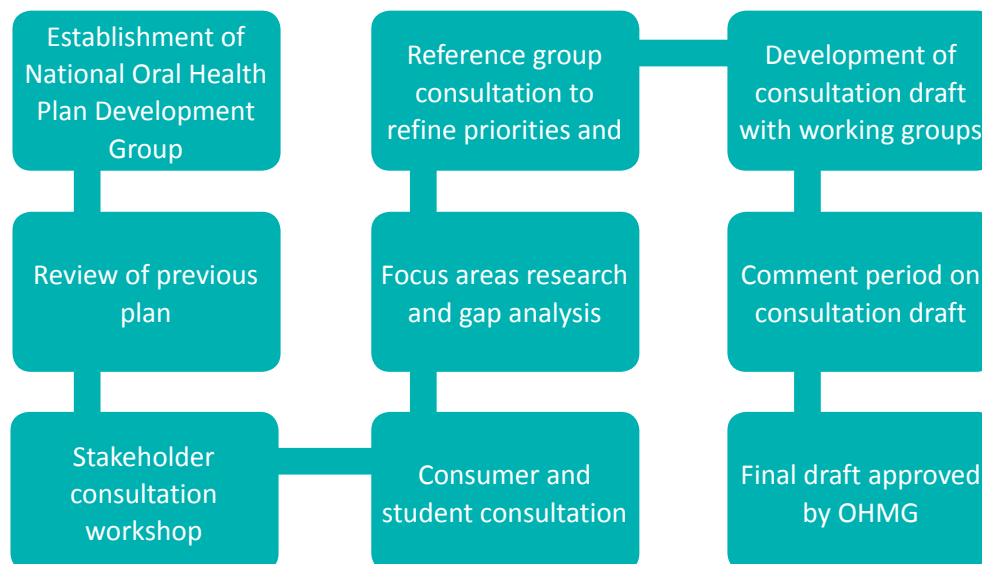 Establishment of
National Oral Health
Plan Development
Group
Review of previous
plan
Stakeholder
consultation
workshop
Consumer and
student consultation
Focus areas research
and gap analysis
Reference group
consultation to
refine priorities and
Development of
consultation draft
with working groups
Comment period on
consultation draft
Final draft approved
by OHMG